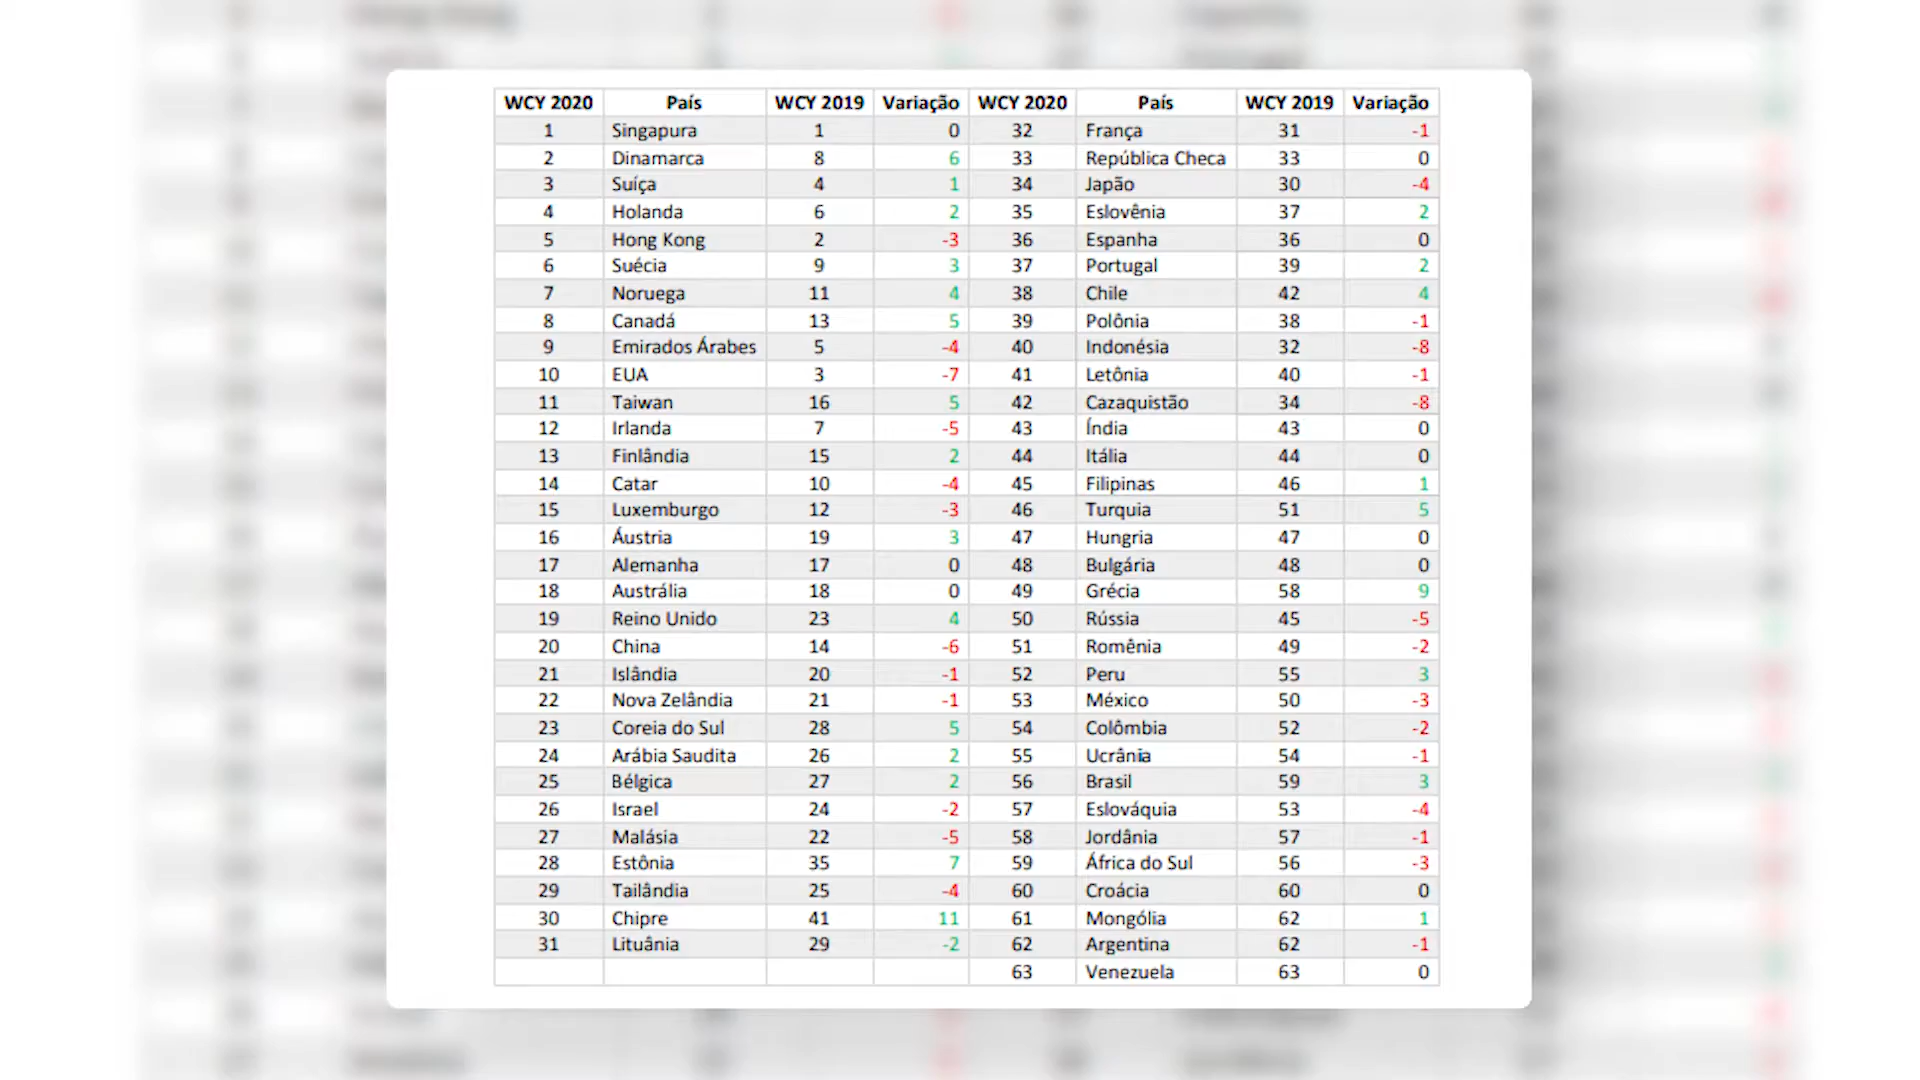 WCY 2020 País WCY 2019 Variação WCY 2020 País WCY 2019 Variação
1 Singapura 1 0 32 França 31 -1
2 Dinamarca 8 6 33 República Checa 33 0
3 Suíça 4 1 34 Japão 30 -4
4 Holanda 6 2 35 Eslovênia 37 2
5 Hong Kong 2 -3 36 Espanha 36 0
6 Suécia 9 3 37 Portugal 39 2
7 Noruega 11 4 38 Chile 42 4
8 Canadá 13 5 39 Polônia 38 -1
9 Emirados Árabes 5 -4 40 Indonésia 32 -8
10 EUA 3 -7 41 Letônia 40 -1
11 Taiwan 16 5 42 Cazaquistão 34 -8
12 Irlanda 7 -5 43 Índia 43 0
13 Finlândia 15 2 44 Itália 44 0
14 Catar 10 -4 45 Filipinas 46 1
15 Luxemburgo 12 -3 46 Turquia 51 5
16 Áustria 19 3 47 Hungria 47 0
17 Alemanha 17 0 48 Bulgária 48 0
18 Austrália 18 0 49 Grécia 58 9
19 Reino Unido 23 4 50 Rússia 45 -5
20 China 14 -6 51 Romênia 49 -2
21 Islândia 20 -1 52 Peru 55 3
22 Nova Zelândia 21 -1 53 México 50 -3
23 Coreia do Sul 28 5 54 Colômbia 52 -2
24 Arábia Saudita 26 2 55 Ucrânia 54 -1
25 Bélgica 27 2 56 Brasil 59 3
26 Israel 24 -2 57 Eslováquia 53 -4
27 Malásia 22 -5 58 Jordânia 57 -1
28 Estônia 35 7 59 África do Sul 56 -3
29 Tailândia 25 -4 60 Croácia 60 0
30 Chipre 41 11 61 Mongólia 62 1
31 Lituânia 29 -2 62 Argentina 62 -1
63 Venezuela 63 0